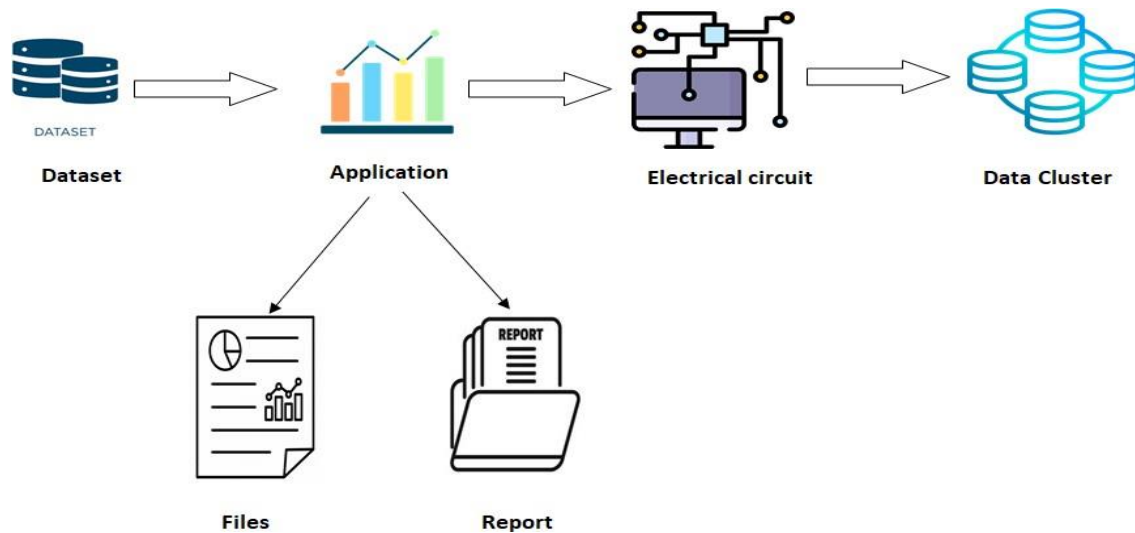 DATASET
Dataset
Application
Electrical circuit
Data Cluster
REPORT
Files
Report